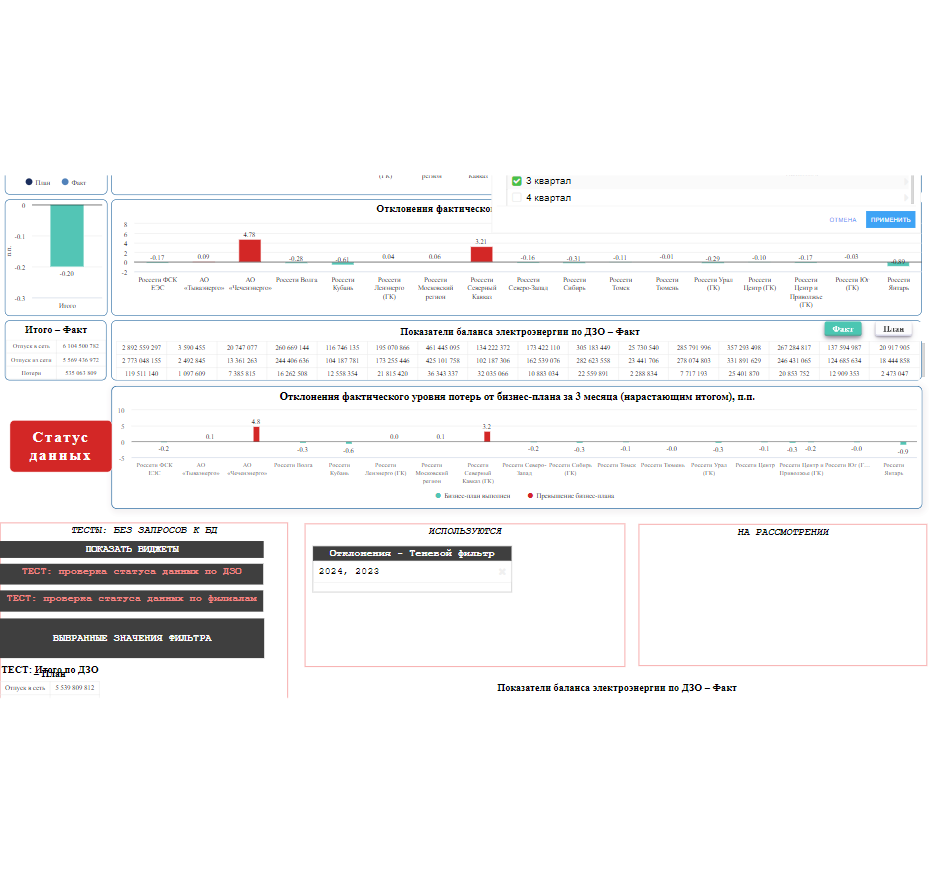 План Факт
(ГК) регион Кавказ
3 квартал
4 квартал
ОТМЕНА ПРИМЕНИТЬ
Отклонения фактическо
0
-0.1
-0.2
-0.3
п.п.
-0.20
Итого
8
6
4
2
0
-2
-0.17 0.09 4.78 -0.28 -0.61 0.04 0.06 3.21 -0.16 -0.31 -0.11 -0.01 -0.29 -0.10 -0.17 -0.03 -0.89
Россети ФСК ЕЭС
АО «Тываэнерго»
АО «Чеченэнерго»
Россети Волга
Россети Кубань
Россети Ленэнерго (ГК)
Россети Московский регион
Россети Северный Кавказ
Россети Северо-Запад
Россети Сибирь
Россети Томск
Россети Тюмень
Россети Урал (ГК)
Россети Центр (ГК)
Россети Центр и Приволжье (ГК)
Россети Юг (ГК)
Россети Янтарь
Итого – Факт
Отпуск в сеть 6 104 500 782
Отпуск из сети 5 569 436 972
Потери 535 063 809
Показатели баланса электроэнергии по ДЗО – Факт
Факт План
2 892 559 297 3 590 455 20 747 077 260 669 144 116 746 135 195 070 866 461 445 095 134 222 372 173 422 110 305 183 449 25 730 540 285 791 996 357 293 498 267 284 817 137 594 987 20 917 905
2 773 048 155 2 492 845 13 361 263 244 406 636 104 187 781 173 255 446 425 101 758 102 187 306 162 539 076 282 623 558 23 441 706 278 074 803 331 891 629 246 431 065 124 685 634 18 444 858
119 511 140 1 097 609 7 385 815 16 262 508 12 558 354 21 815 420 36 343 337 32 035 066 10 883 034 22 559 891 2 288 834 7 717 193 25 401 870 20 853 752 12 909 353 2 473 047
Отклонения фактического уровня потерь от бизнес-плана за 3 месяца (нарастающим итогом), п.п.
10
5
0
-5
-0.2 0.1 4.8 -0.3 -0.6 0.0 0.1 3.2 -0.2 -0.3 -0.1 -0.0 -0.3 -0.1 -0.3 -0.2 -0.0 -0.9
Россети ФСК ЕЭС
АО «Тываэнерго»
АО «Чеченэнерго»
Россети Волга
Россети Кубань
Россети Ленэнерго (ГК)
Россети Московский регион
Россети Северный Кавказ (ГК)
Россети Северо-Запад
Россети Сибирь (ГК)
Россети Томск
Россети Тюмень
Россети Урал (ГК)
Россети Центр
Россети Центр и Приволжье (ГК)
Россети Юг (Г…
Россети Янтарь
Бизнес-план выполнен Превышение бизнес-плана
Статус
данных
ТЕСТЫ: БЕЗ ЗАПРОСОВ К БД
ПОКАЗАТЬ ВИДЖЕТЫ
ТЕСТ: проверка статуса данных по ДЗО
ТЕСТ: проверка статуса данных по филиалам
ВЫБРАННЫЕ ЗНАЧЕНИЯ ФИЛЬТРА
ТЕСТ: Итого по ДЗО
– План
Отпуск в сеть 5 539 809 812
ИСПОЛЬЗУЮТСЯ
Отклонения – Теневой фильтр
2024, 2023
НА РАССМОТРЕНИИ
Показатели баланса электроэнергии по ДЗО – Факт